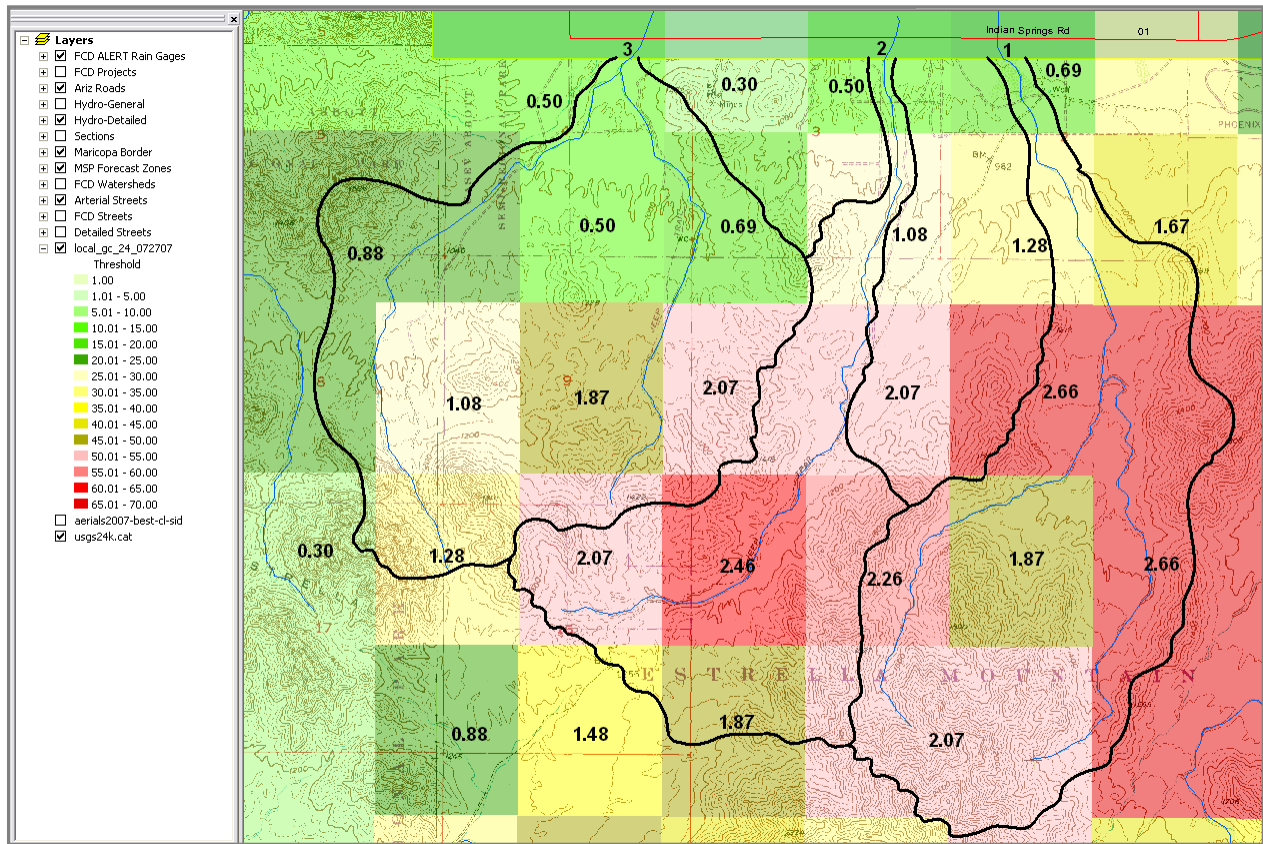 Layers
FCD ALERT Rain Gages
FCD Projects
Ariz Roads
Hydro-General
Hydro-Detailed
Sections
Maricopa Border
MSP Forecast Zones
FCD Watersheds
Arterial Streets
FCD Streets
Detailed Streets
local_gc_24_072707
Threshold
1.00
1.01 - 5.00
5.01 - 10.00
10.01 - 15.00
15.01 - 20.00
20.01 - 25.00
25.01 - 30.00
30.01 - 35.00
35.01 - 40.00
40.01 - 45.00
45.01 - 50.00
50.01 - 55.00
55.01 - 60.00
60.01 - 65.00
65.01 - 70.00
aerials2007-best-cl-sid
usgs24k.cat
Indian Springs Rd 01
3 2 1
0.69
0.30 0.50
0.50
PHOENIX
3
BM 982
0.50 0.69 1.67
1.08 1.28
0.88
9
1.08 1.87 2.07 2.07 2.66
1200
0.30 1.28 2.07 2.46 2.26 1.87 2.66
17
ESTRELLA MOUNTAIN
0.88 1.48 1.87 2.07